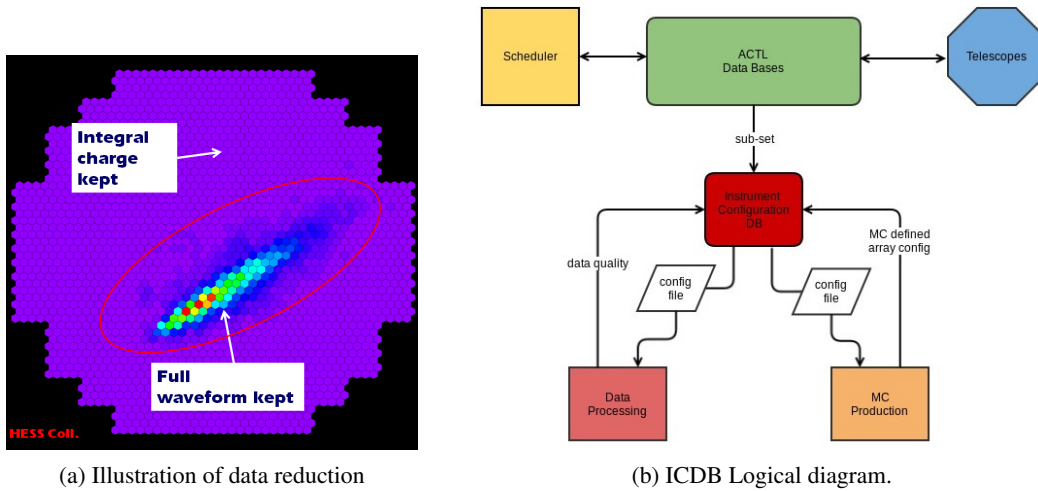 Integral
charge
kept
Full
waveform kept
HESS Coll.
(a) Illustration of data reduction
Scheduler
ACTL
Data Bases
Telescopes
sub-set
Instrument
Configuration
DB
data quality
MC defined
array config
config
file
config
file
Data
Processing
MC
Production
(b) ICDB Logical diagram.